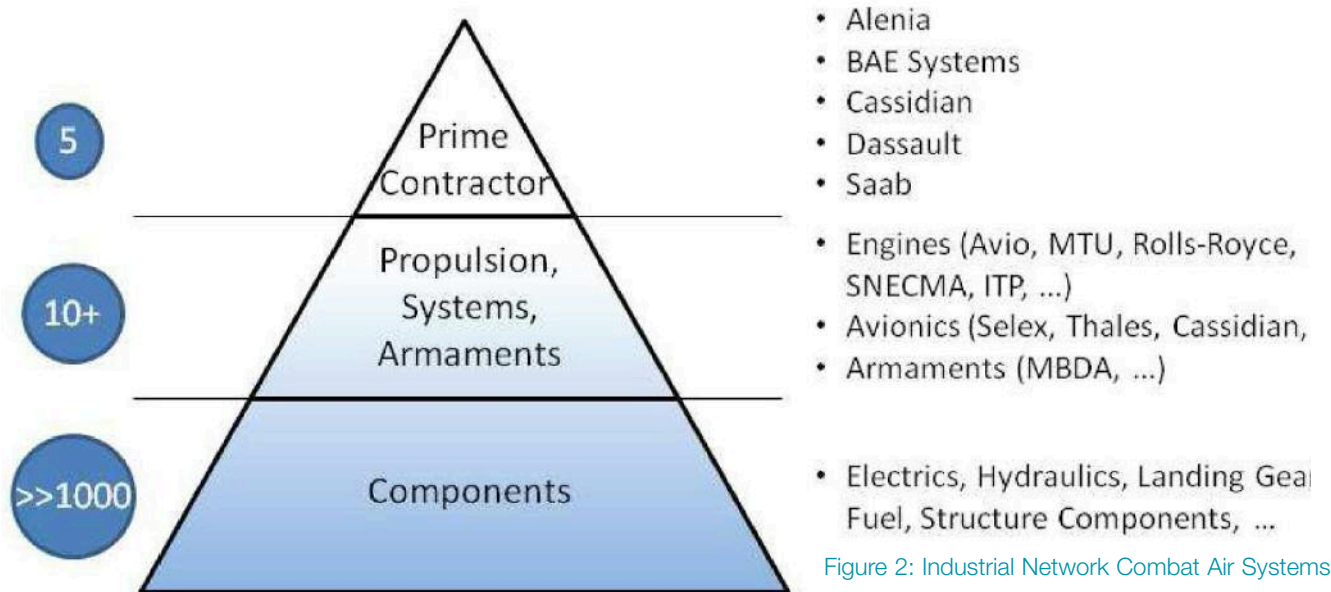 5
Prime
Contractor
• Alenia
• BAE Systems
• Cassidian
• Dassault
• Saab
10+
Propulsion,
Systems,
Armaments
• Engines (Avio, MTU, Rolls-Royce,
SNECMA, ITP, ...)
• Avionics (Selex, Thales, Cassidian,
• Armaments (MBDA, ...)
>>1000
Components
• Electrics, Hydraulics, Landing
Fuel, Structure Components, ...
Figure 2: Industrial Network Combat Air Systems